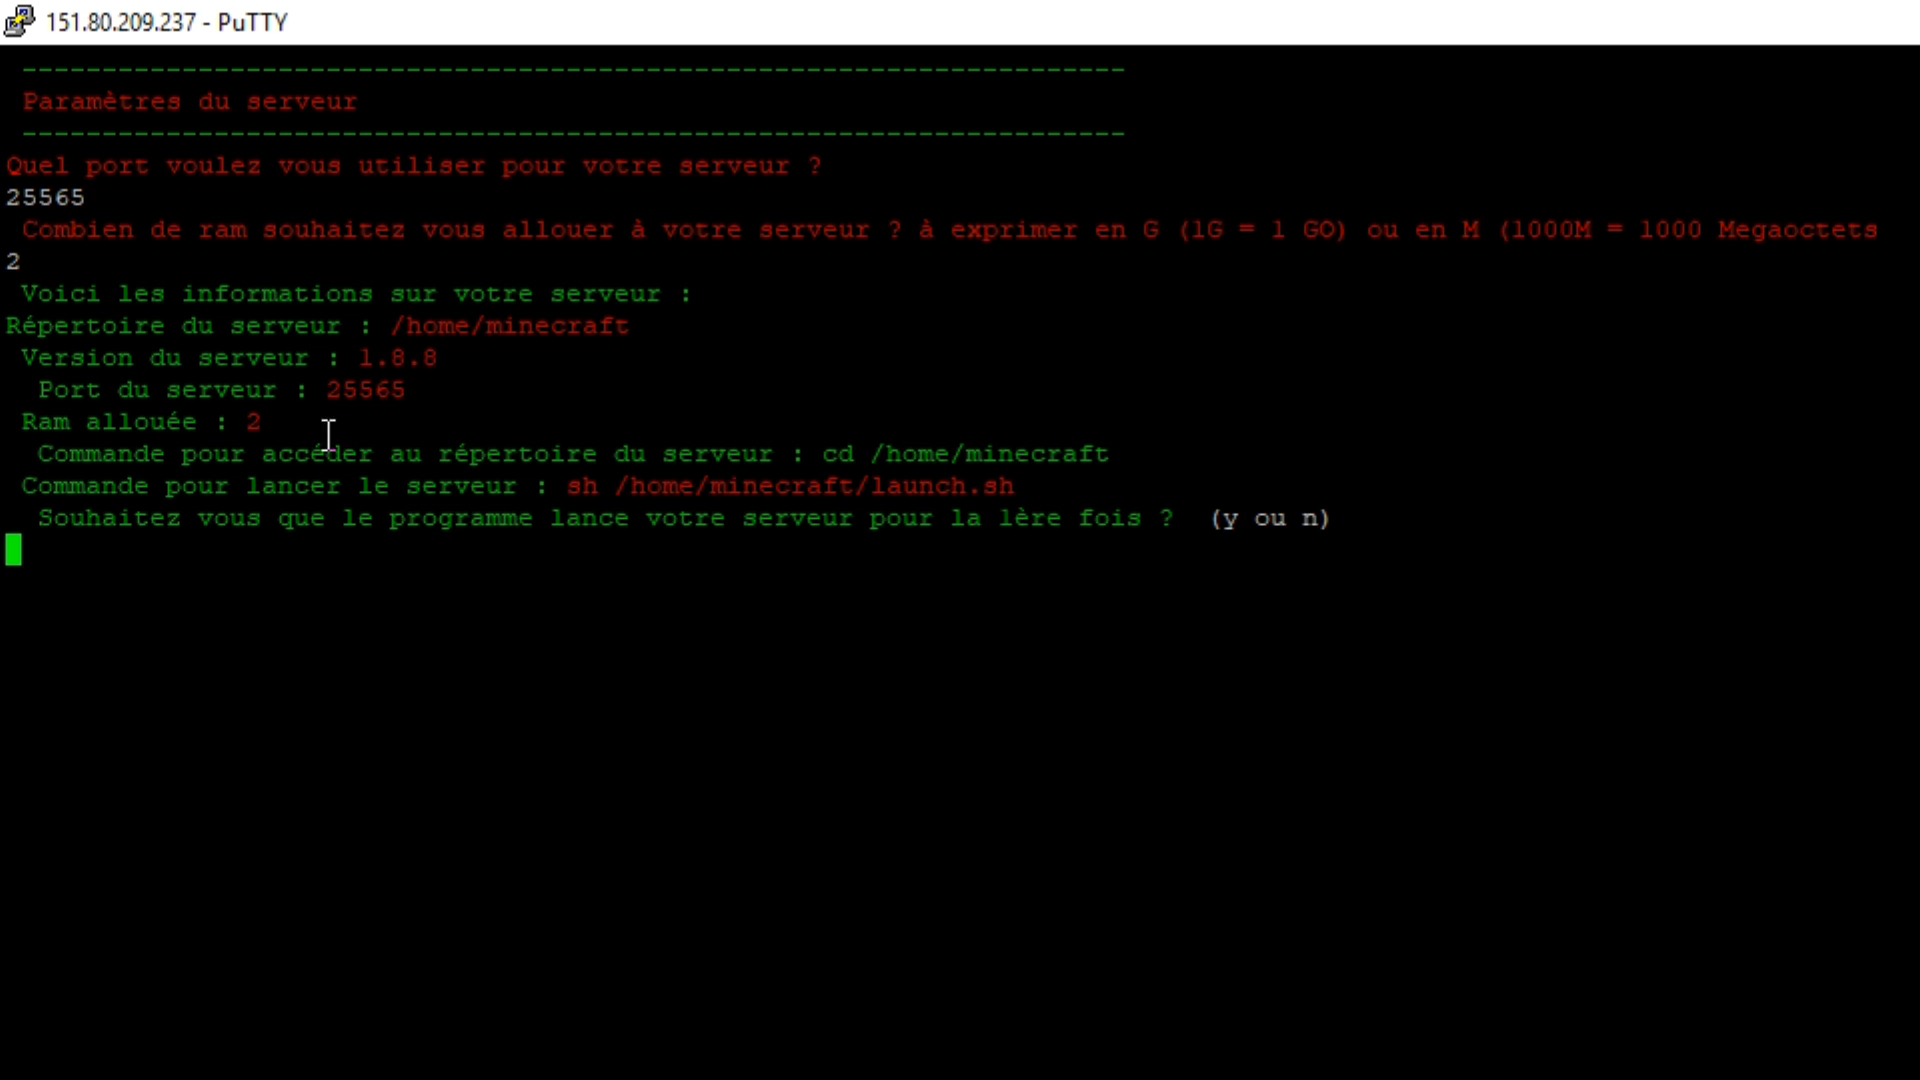 151.80.209.237 - PuTTY
---------------------------------------------------------------------
Paramètres du serveur
---------------------------------------------------------------------
Quel port voulez vous utiliser pour votre serveur ?
25565
Combien de ram souhaitez vous allouer à votre serveur ? à exprimer en G (1G = 1 GO) ou en M (1000M = 1000 Megaoctets
2
Voici les informations sur votre serveur :
Répertoire du serveur : /home/minecraft
Version du serveur : 1.8.8
Port du serveur : 25565
Ram allouée : 2
Commande pour accéder au répertoire du serveur : cd /home/minecraft
Commande pour lancer le serveur : sh /home/minecraft/launch.sh
Souhaitez vous que le programme lance votre serveur pour la 1ère fois ?  (y ou n)